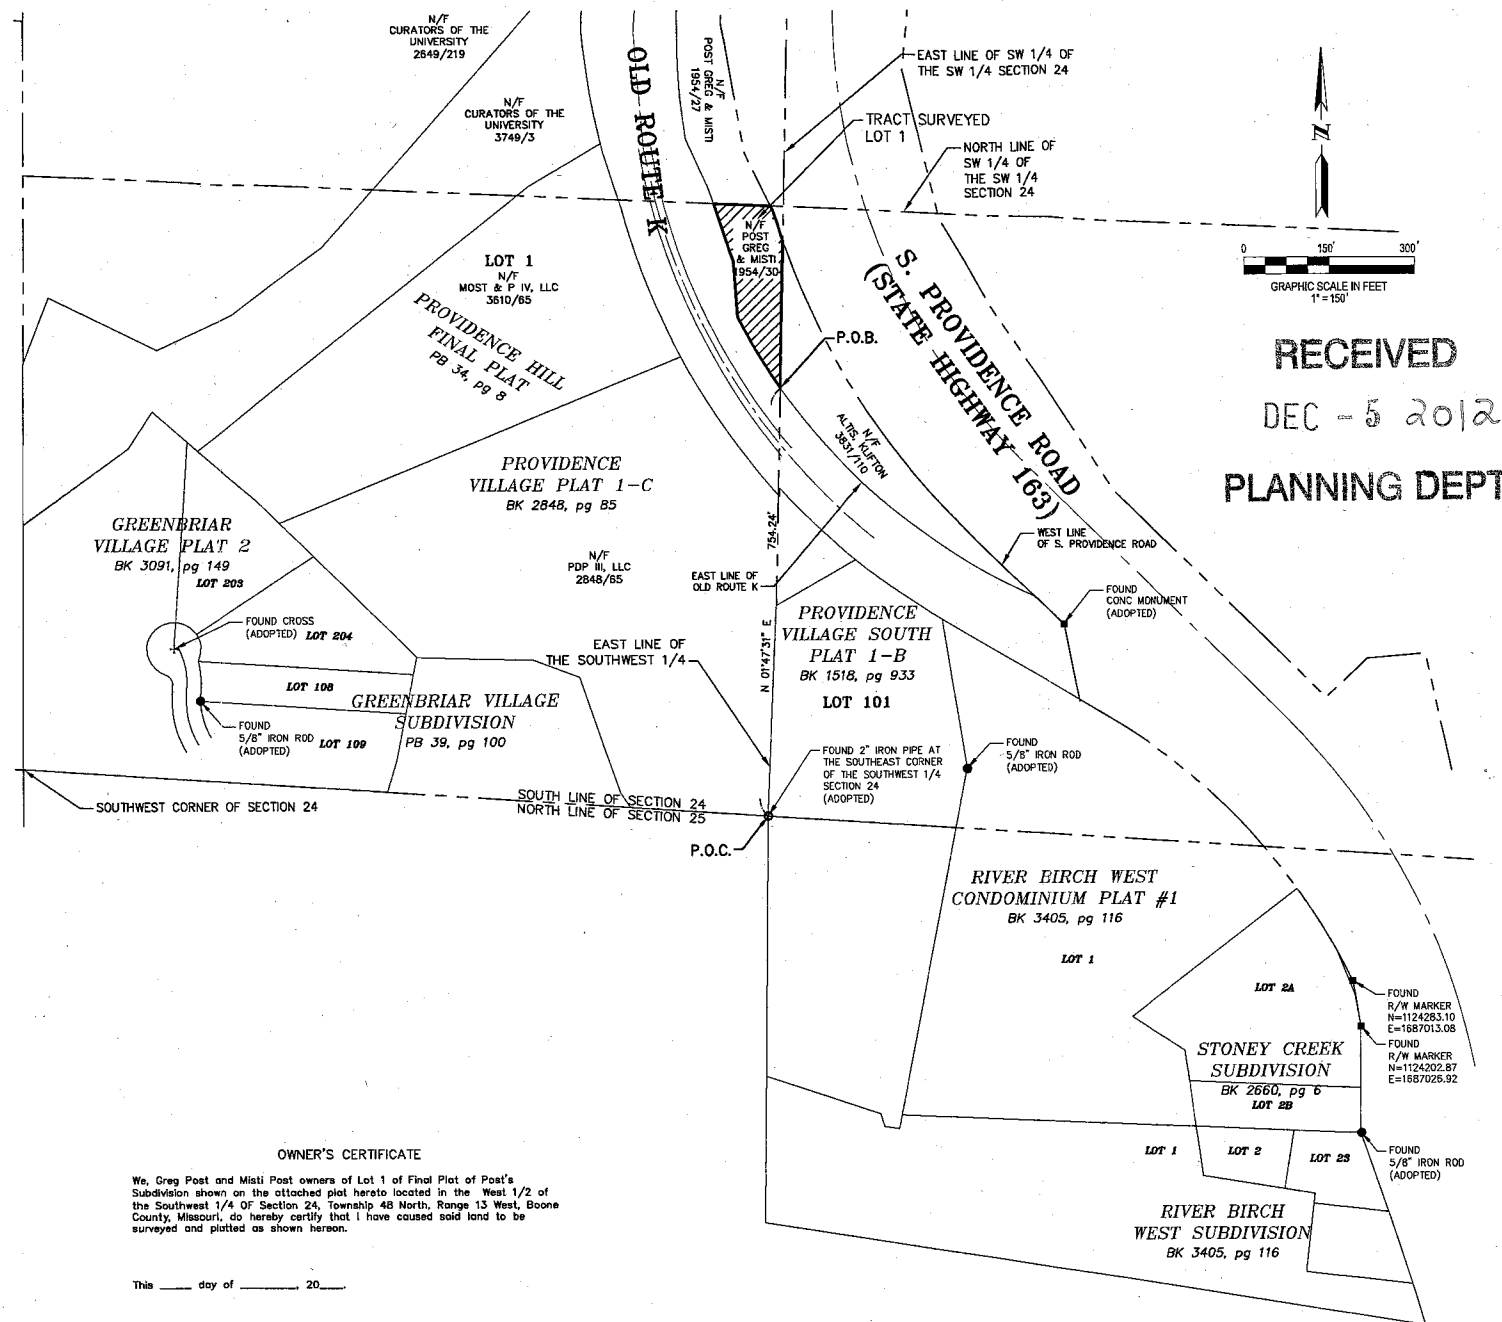 N/F
CURATORS OF THE
UNIVERSITY
2649/219
N/F
CURATORS OF THE
UNIVERSITY
3749/3
OLD ROUTE K
N/F
POST GREG & MISTI
1954/27
EAST LINE OF SW 1/4 OF
THE SW 1/4 SECTION 24
TRACT SURVEYED
LOT 1
NORTH LINE OF
SW 1/4 OF
THE SW 1/4
SECTION 24
N
0 150' 300'
GRAPHIC SCALE IN FEET
1" = 150'
RECEIVED
DEC - 5 2012
PLANNING DEPT
N/F
POST
GREG
& MISTI
1954/30
LOT 1
N/F
MOST & P IV, LLC
3610/65
PROVIDENCE HILL
FINAL PLAT
PB 34, pg 8
S. PROVIDENCE ROAD
(STATE HIGHWAY 163)
P.O.B.
N/F
ALTIS, KLIFTON
3831/110
PROVIDENCE
VILLAGE PLAT 1-C
BK 2848, pg 85
GREENBRIAR
VILLAGE PLAT 2
BK 3091, pg 149
LOT 203
N/F
PDP III, LLC
2848/65
754.24'
N 01°47'31" E
EAST LINE OF
OLD ROUTE K
WEST LINE
OF S. PROVIDENCE ROAD
FOUND
CONC MONUMENT
(ADOPTED)
FOUND CROSS
(ADOPTED)
LOT 204
EAST LINE OF
THE SOUTHWEST 1/4
PROVIDENCE
VILLAGE SOUTH
PLAT 1-B
BK 1518, pg 933
LOT 101
LOT 108
GREENBRIAR VILLAGE
SUBDIVISION
PB 39, pg 100
FOUND
5/8" IRON ROD
(ADOPTED)
LOT 109
FOUND 2" IRON PIPE AT
THE SOUTHEAST CORNER
OF THE SOUTHWEST 1/4
SECTION 24
(ADOPTED)
FOUND
5/8" IRON ROD
(ADOPTED)
SOUTHWEST CORNER OF SECTION 24
SOUTH LINE OF SECTION 24
NORTH LINE OF SECTION 25
P.O.C.
RIVER BIRCH WEST
CONDOMINIUM PLAT #1
BK 3405, pg 116
LOT 1
LOT 2A
FOUND
R/W MARKER
N=1124283.10
E=1687013.08
FOUND
R/W MARKER
N=1124202.87
E=1687026.92
STONEY CREEK
SUBDIVISION
BK 2660, pg 6
LOT 2B
LOT 1
LOT 2
LOT 23
FOUND
5/8" IRON ROD
(ADOPTED)
RIVER BIRCH
WEST SUBDIVISION
BK 3405, pg 116
OWNER'S CERTIFICATE
We, Greg Post and Misti Post owners of Lot 1 of Final Plat of Post's
Subdivision shown on the attached plat hereto located in the West 1/2 of
the Southwest 1/4 OF Section 24, Township 48 North, Range 13 West, Boone
County, Missouri, do hereby certify that I have caused said land to be
surveyed and platted as shown hereon.
This ____ day of ________, 20___.